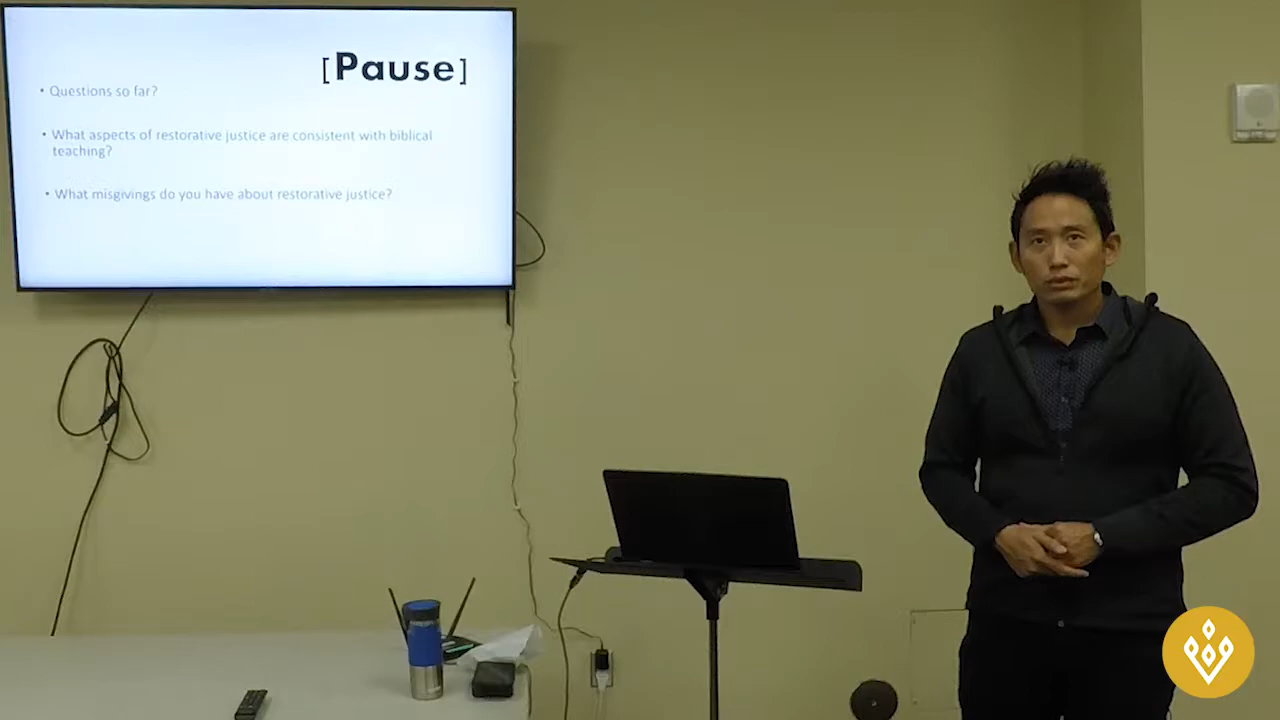 [Pause]
• Questions so far?
• What aspects of restorative justice are consistent with biblical
teaching?
• What misgivings do you have about restorative justice?